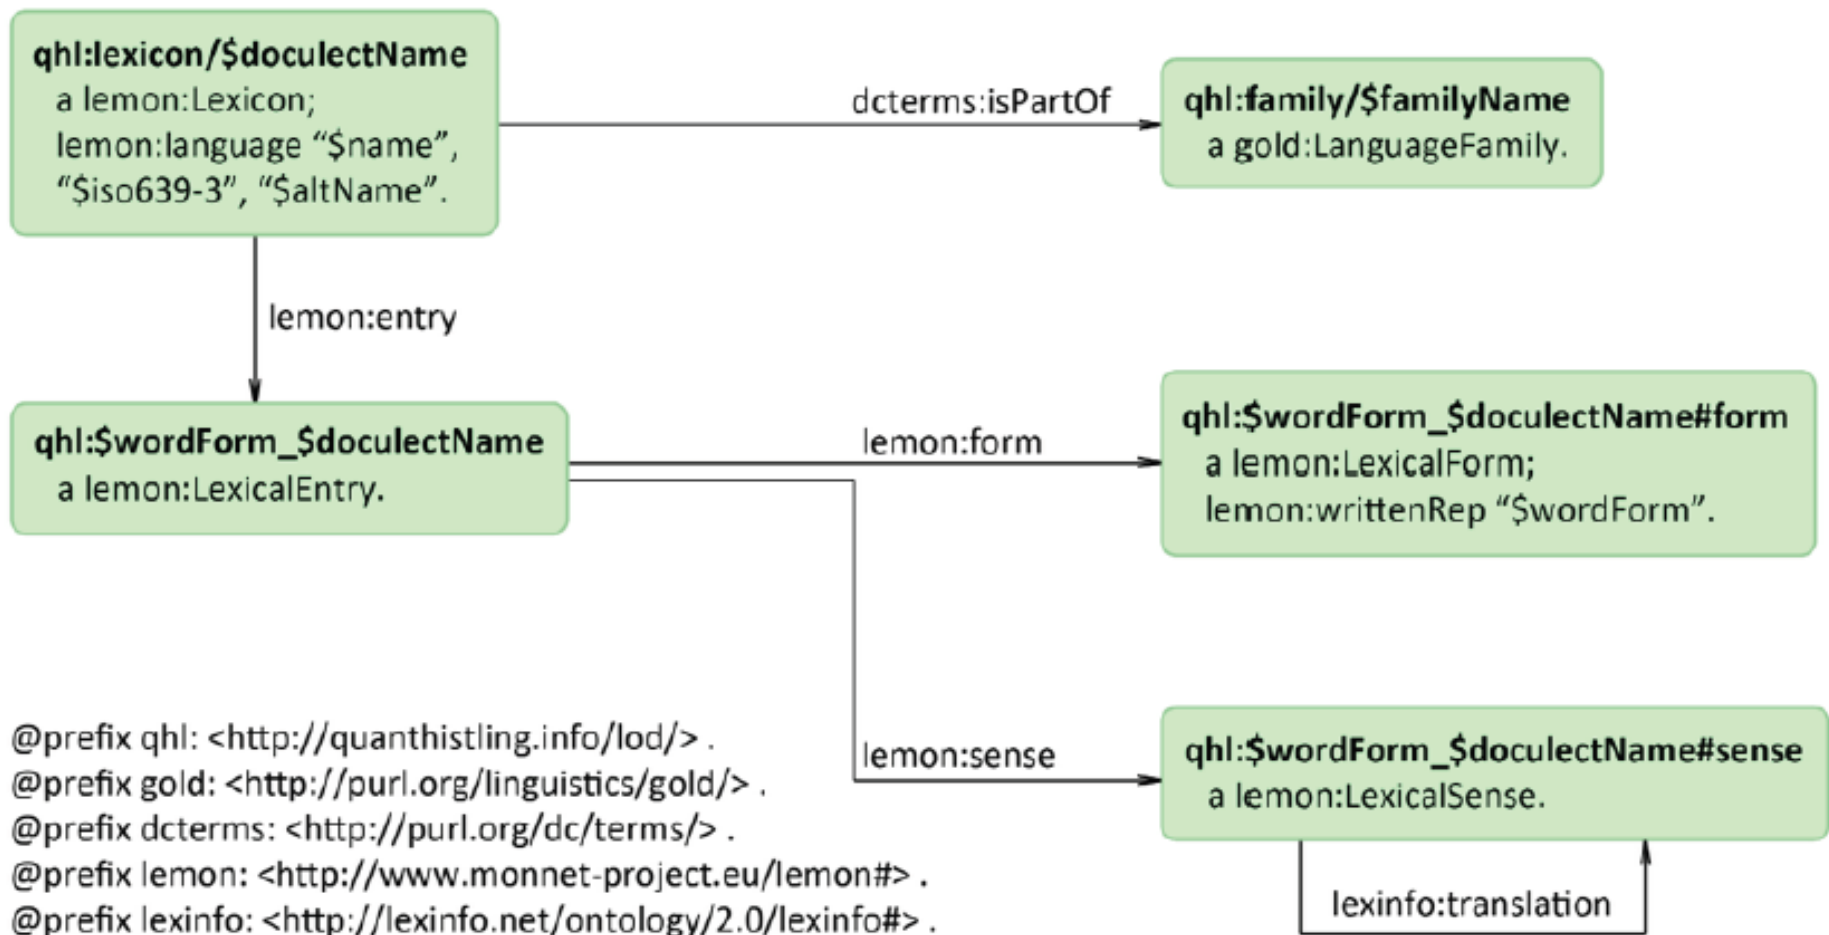 qhl:lexicon/$doculectName
a lemon:Lexicon;
lemon:language “$name”,
“$iso639-3”, “$altName”.
dcterms:isPartOf
qhl:family/$familyName
a gold:LanguageFamily.
lemon:entry
qhl:$wordForm_$doculectName
a lemon:LexicalEntry.
lemon:form
qhl:$wordForm_$doculectName#form
a lemon:LexicalForm;
lemon:writtenRep “$wordForm”.
lemon:sense
qhl:$wordForm_$doculectName#sense
a lemon:LexicalSense.
lexinfo:translation
@prefix qhl: <http://quanthistling.info/lod/> .
@prefix gold: <http://purl.org/linguistics/gold/> .
@prefix dcterms: <http://purl.org/dc/terms/> .
@prefix lemon: <http://www.monnet-project.eu/lemon#> .
@prefix lexinfo: <http://lexinfo.net/ontology/2.0/lexinfo#> .